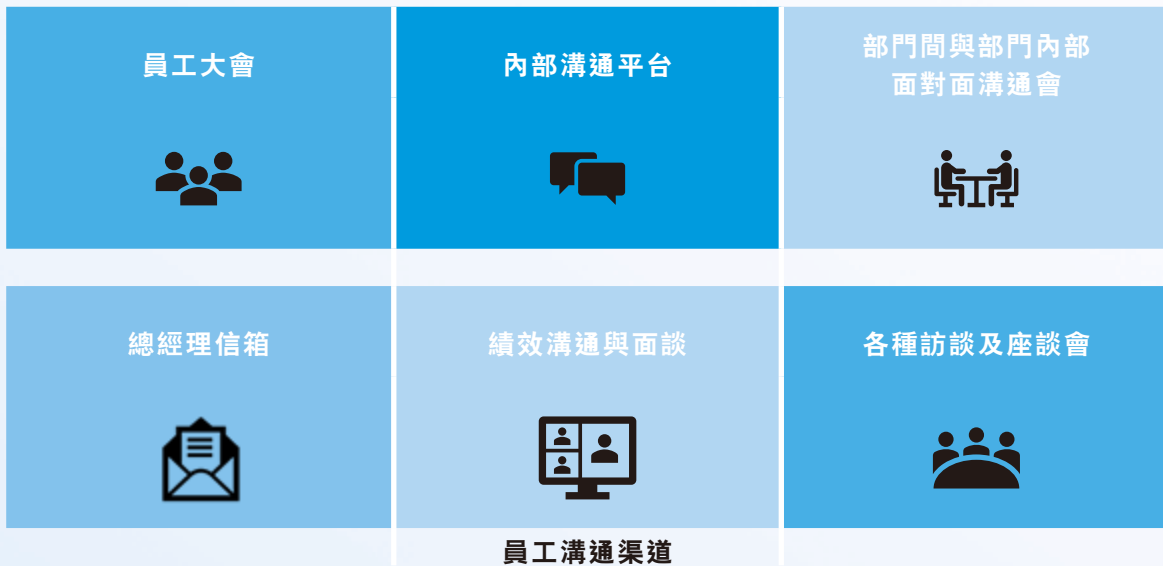 員工大會
內部溝通平台
部門間與部門內部
面對面溝通會
總經理信箱
績效溝通與面談
各種訪談及座談會
員工溝通渠道